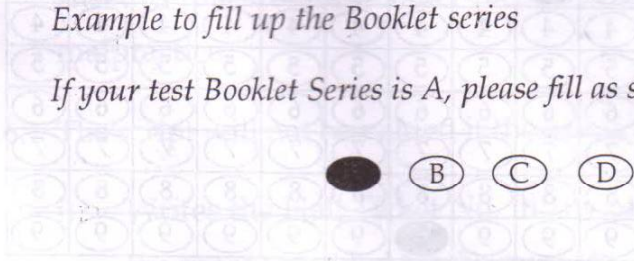 Example to fill up the Booklet series
If your test Booklet Series is A, please fill as
B C D